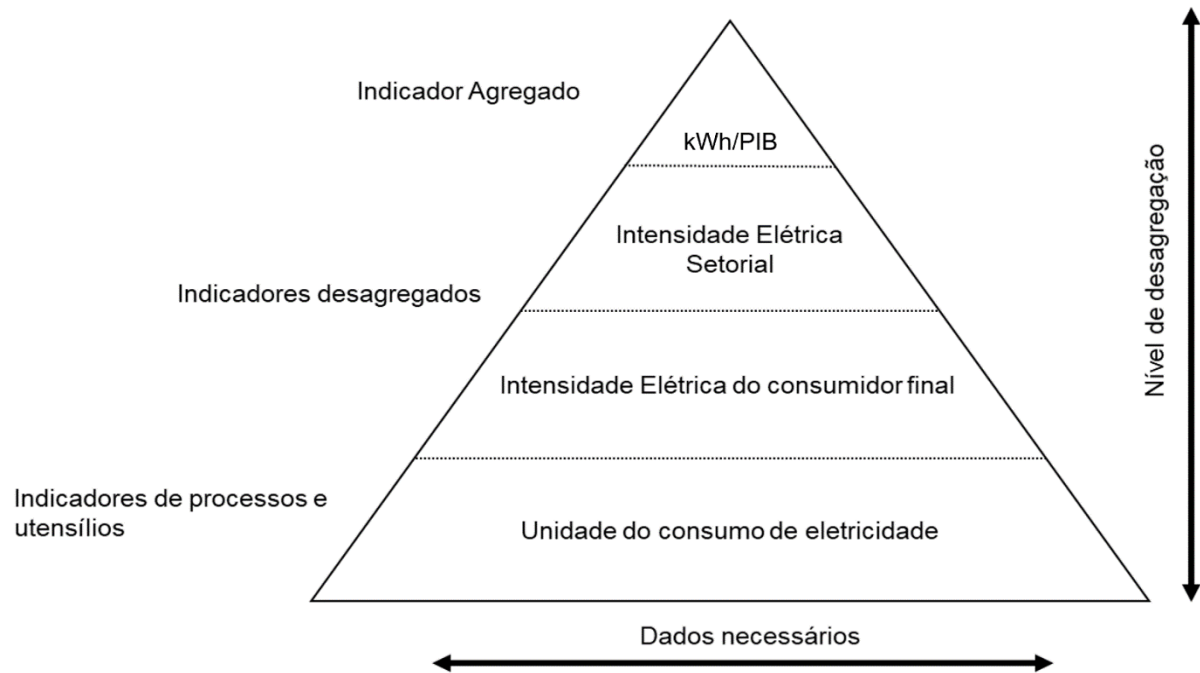 Indicador Agregado
kWh/PIB
Intensidade Elétrica
Setorial
Indicadores desagregados
Intensidade Elétrica do consumidor final
Indicadores de processos e
utensílios
Unidade do consumo de eletricidade
Dados necessários
Nível de desagregação